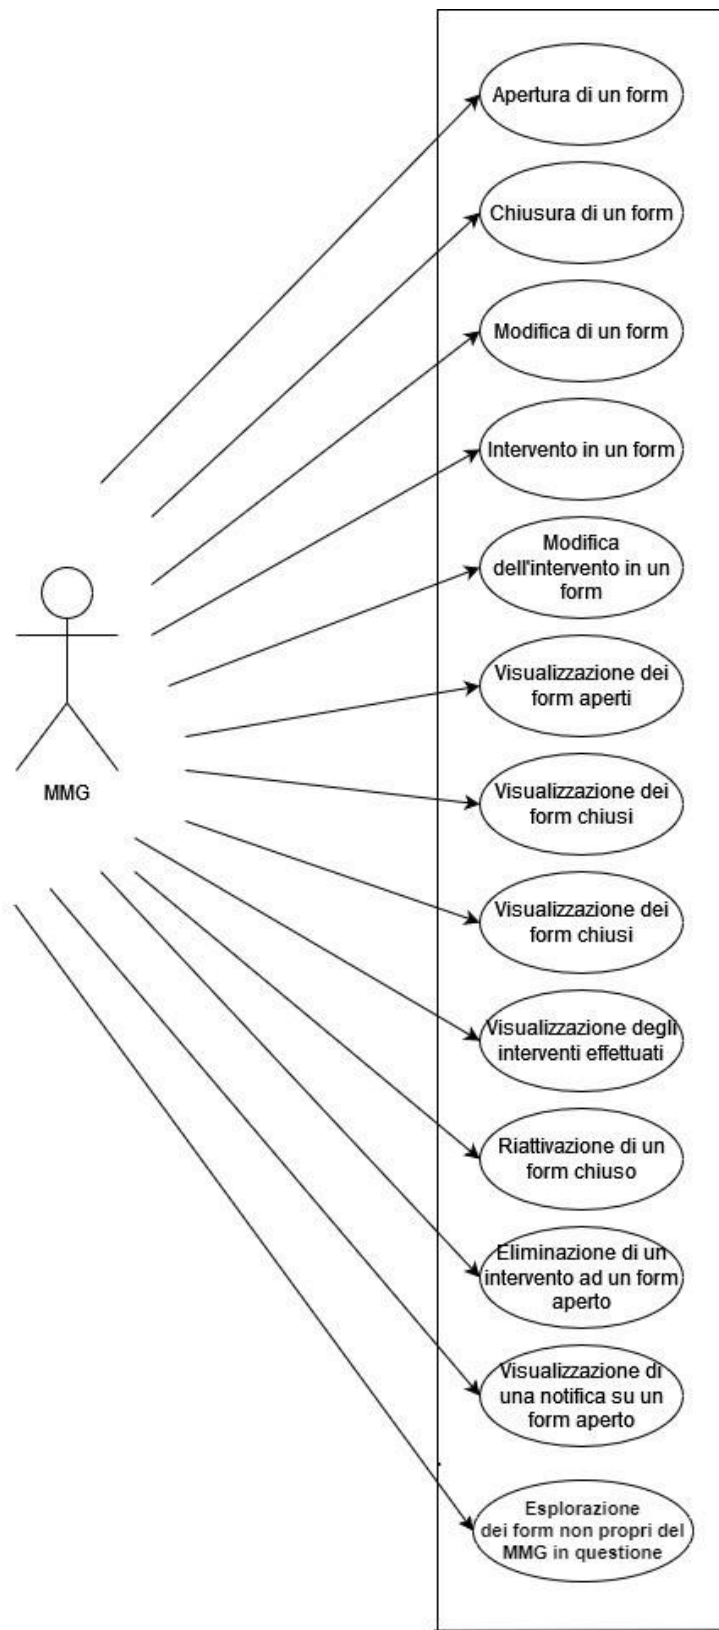 Apertura di un form
Chiusura di un form
Modifica di un form
Intervento in un form
Modifica
dell'intervento in un
form
Visualizzazione dei
form aperti
MMG
Visualizzazione dei
form chiusi
Visualizzazione dei
form chiusi
Visualizzazione degli
interventi effettuati
Riattivazione di un
form chiuso
Eliminazione di un
intervento ad un form
aperto
Visualizzazione di
una notifica su un
form aperto
Esplorazione
dei form non propri del
MMG in questione